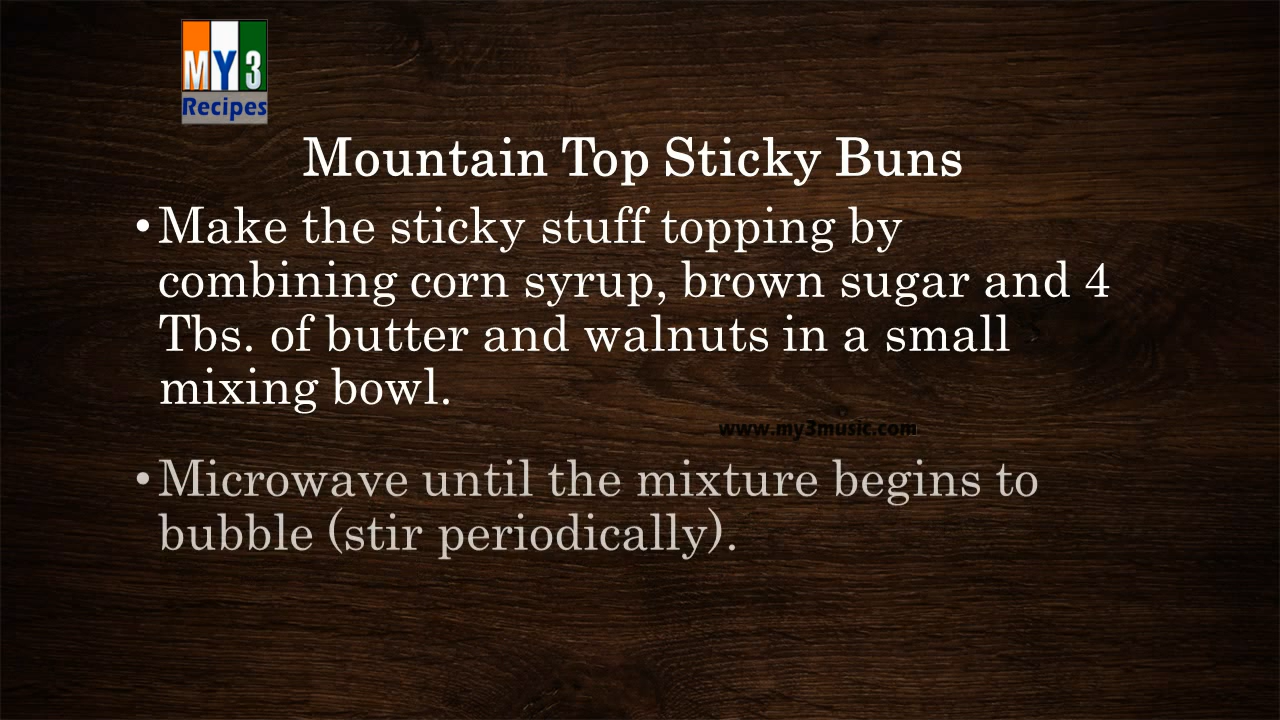 MY3
Recipes
Mountain Top Sticky Buns
•Make the sticky stuff topping by
combining corn syrup, brown sugar and 4
Tbs. of butter and walnuts in a small
mixing bowl.
www.my3music.com
•Microwave until the mixture begins to
bubble (stir periodically).